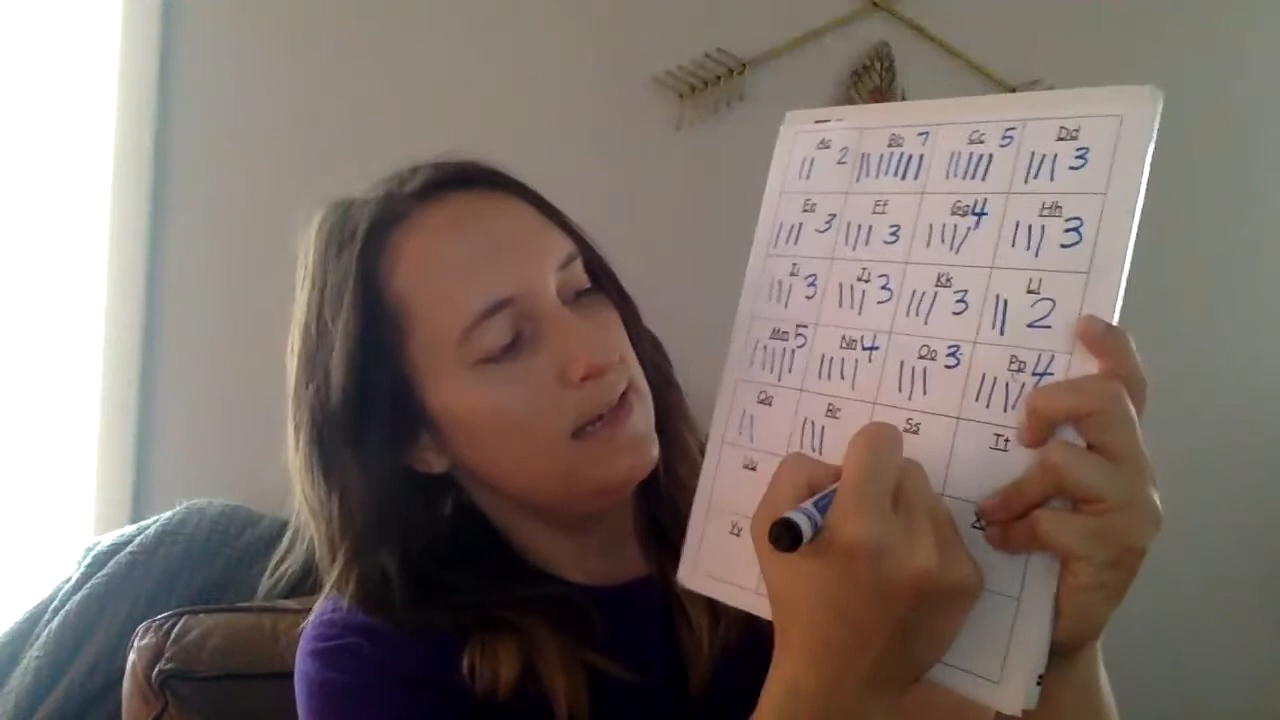 Aa 2 Bb 7 Cc 5 Dd 3
Ee 3 Ff 3 Gg 4 Hh 3
Ii 3 Jj 3 Kk 3 Ll 2
Mm 5 Nn 4 Oo 3 Pp 4
Qq Rr Ss Tt
Uu
Yy